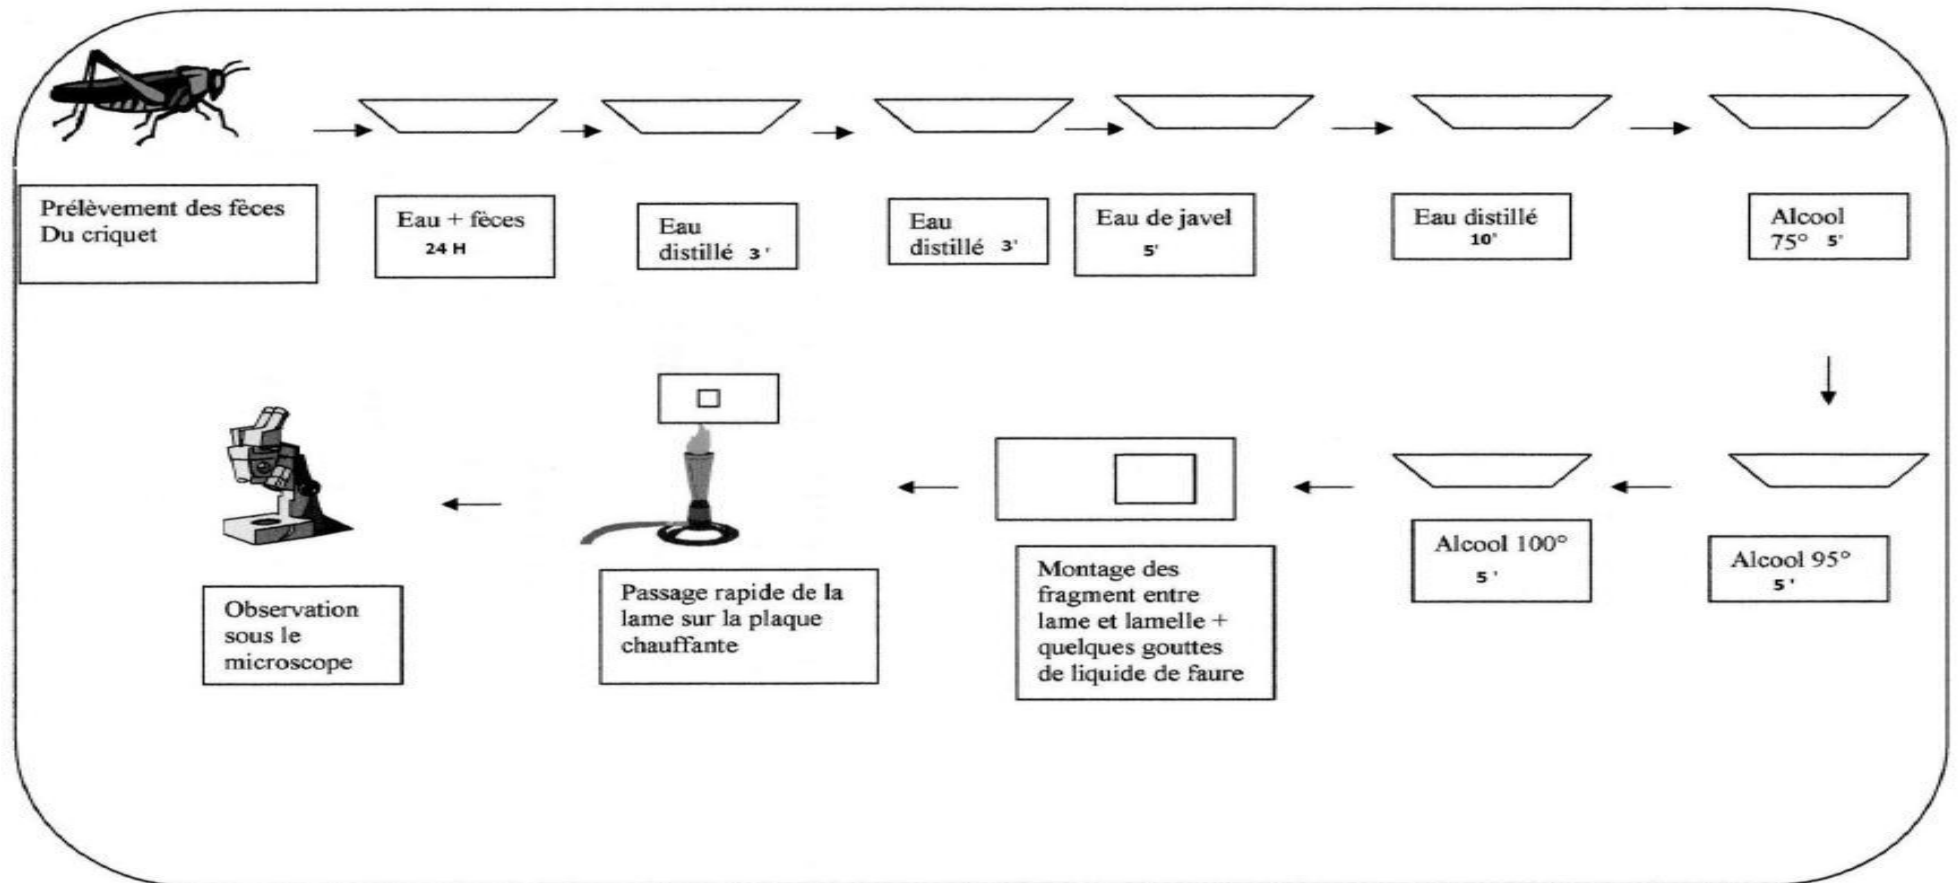 Prélèvement des fèces
Du criquet
Eau + fèces
24 H
Eau
distillé 3 '
Eau
distillé 3'
Eau de javel
5'
Eau distillé
10'
Alcool
75° 5'
Alcool 95°
5 '
Alcool 100°
5 '
Montage des
fragment entre
lame et lamelle +
quelques gouttes
de liquide de faure
Passage rapide de la
lame sur la plaque
chauffante
Observation
sous le
microscope